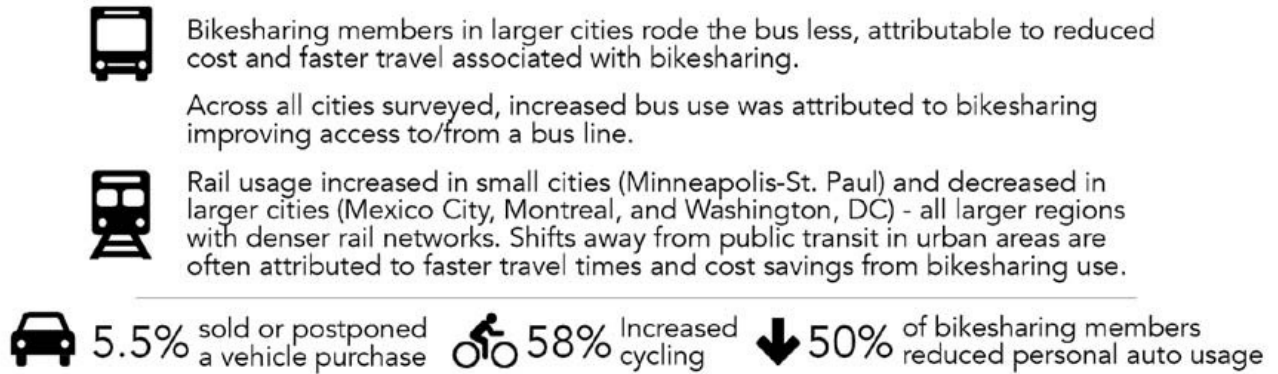 Bikesharing members in larger cities rode the bus less, attributable to reduced
cost and faster travel associated with bikesharing.
Across all cities surveyed, increased bus use was attributed to bikesharing
improving access to/from a bus line.
Rail usage increased in small cities (Minneapolis-St. Paul) and decreased in
larger cities (Mexico City, Montreal, and Washington, DC) - all larger regions
with denser rail networks. Shifts away from public transit in urban areas are
often attributed to faster travel times and cost savings from bikesharing use.
5.5% sold or postponed
a vehicle purchase
58% Increased
cycling
50% of bikesharing members
reduced personal auto usage